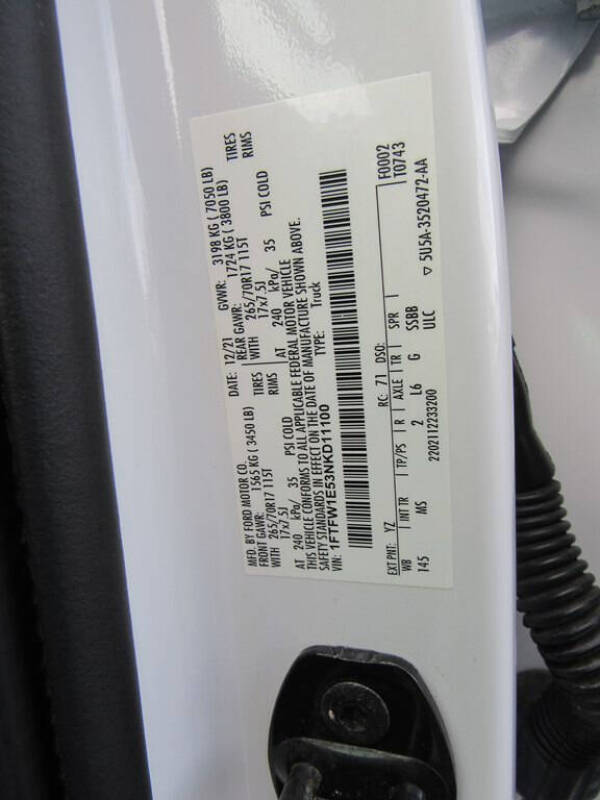 MFD. BY FORD MOTOR CO. DATE: 12/21 GVWR: 3198 KG ( 7050 LB)
FRONT GAWR: 1565 KG ( 3450 LB) REAR GAWR: 1724 KG ( 3800 LB)
WITH 265/70R17 115T TIRES WITH 265/70R17 115T TIRES
17x7.5J RIMS 17x7.5J RIMS
AT 240 kPa/ 35 PSI COLD AT 240 kPa/ 35 PSI COLD
THIS VEHICLE CONFORMS TO ALL APPLICABLE FEDERAL MOTOR VEHICLE
SAFETY STANDARDS IN EFFECT ON THE DATE OF MANUFACTURE SHOWN ABOVE.
VIN: 1FTFW1E53NKD11100 TYPE: Truck
F0002
T0743
EXT PNT: YZ RC: 71 DSO:
WB INT TR TP/PS R AXLE TR SPR
145 MS 2 L6 G SSBB
2202112233200 ULC
5U5A-3520472-AA